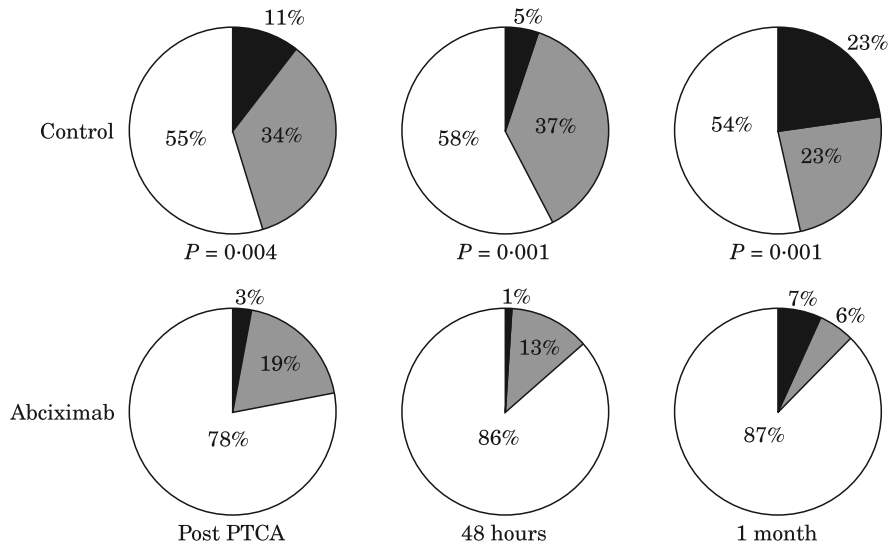 11%
5%
23%
Control
55%
34%
58%
37%
54%
23%
P = 0·004
P = 0·001
P = 0·001
3%
1%
7%
6%
19%
13%
Abciximab
78%
86%
87%
Post PTCA
48 hours
1 month